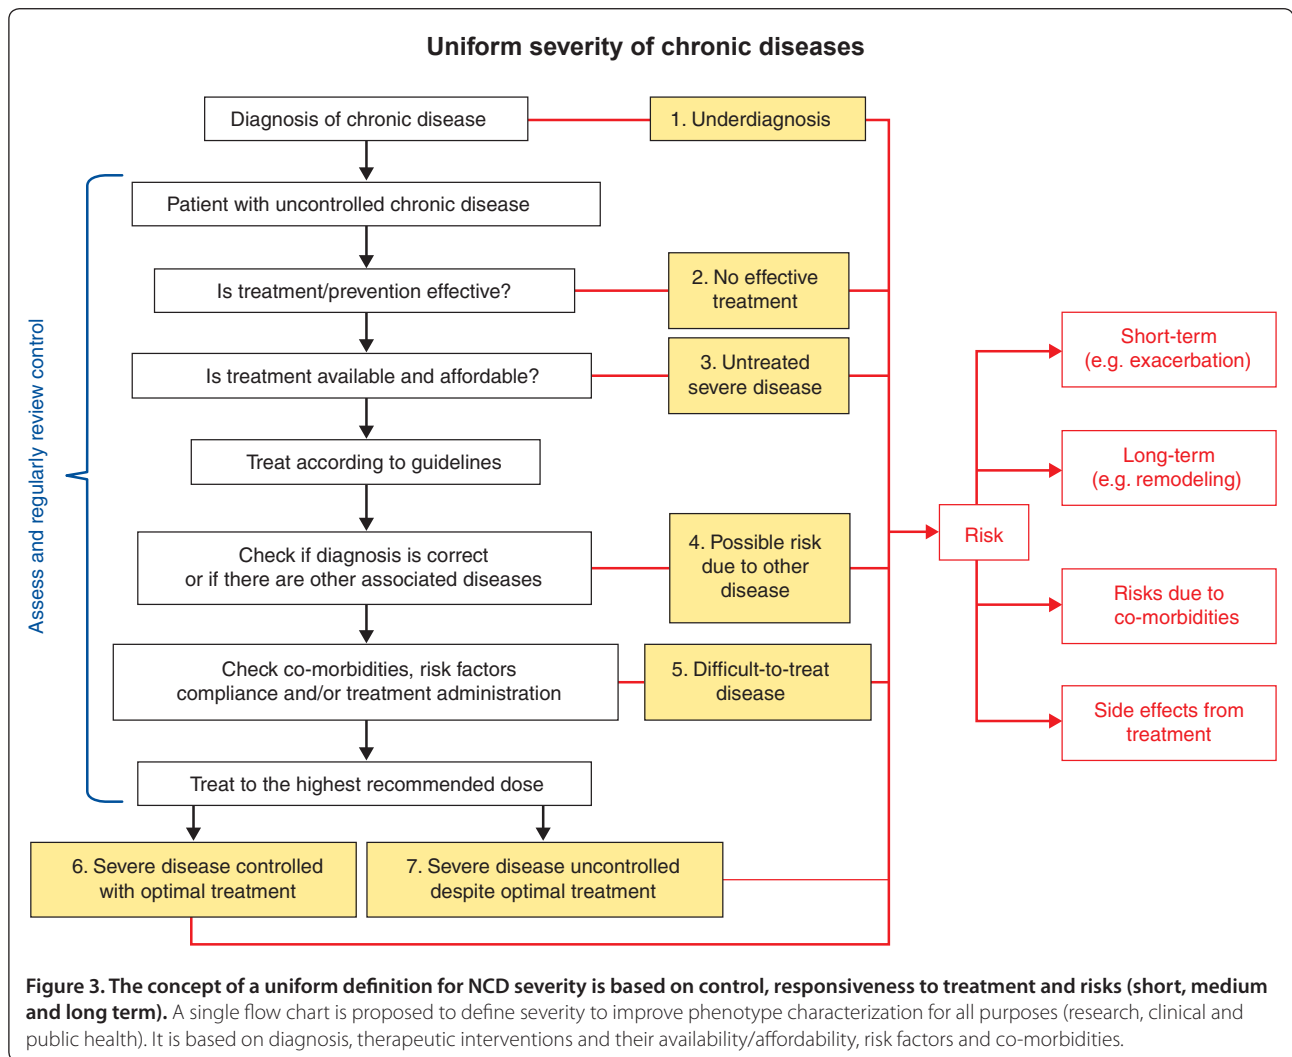 Uniform severity of chronic diseases
Diagnosis of chronic disease
1. Underdiagnosis
Patient with uncontrolled chronic disease
Is treatment/prevention effective?
2. No effective
treatment
Is treatment available and affordable?
3. Untreated
severe disease
Treat according to guidelines
Check if diagnosis is correct
or if there are other associated diseases
4. Possible risk
due to other
disease
Check co-morbidities, risk factors
compliance and/or treatment administration
5. Difficult-to-treat
disease
Treat to the highest recommended dose
6. Severe disease controlled
with optimal treatment
7. Severe disease uncontrolled
despite optimal treatment
Assess and regularly review control
Risk
Short-term
(e.g. exacerbation)
Long-term
(e.g. remodeling)
Risks due to
co-morbidities
Side effects from
treatment
Figure 3. The concept of a uniform definition for NCD severity is based on control, responsiveness to treatment and risks (short, medium
and long term). A single flow chart is proposed to define severity to improve phenotype characterization for all purposes (research, clinical and
public health). It is based on diagnosis, therapeutic interventions and their availability/affordability, risk factors and co-morbidities.